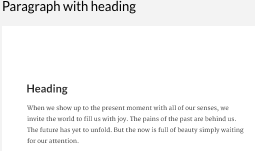 Paragraph with heading
Heading
When we show up to the present moment with all of our senses, we
invite the world to fill us with joy. The pains of the past are behind us.
The future has yet to unfold. But the now is full of beauty simply waiting
for our attention.